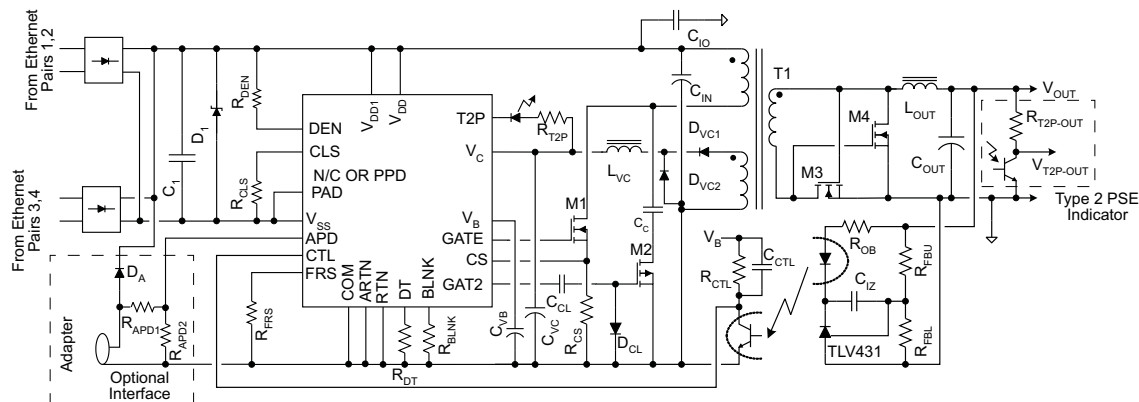 From Ethernet
Pairs 1,2
From Ethernet
Pairs 3,4
C1
D1
RDEN
RCLS
DEN
CLS
N/C OR PPD
PAD
VSS
APD
CTL
FRS
VDD1
VDD
T2P
VC
VB
GATE
CS
GAT2
COM
ARTN
RTN
DT
BLNK
DA
RAPD1
RAPD2
Adapter
Optional
Interface
RFRS
RDT
RBLNK
CVB
CVC
RT2P
LVC
DVC1
DVC2
CIO
CIN
T1
M1
M2
CC
CCL
RCS
DCL
VB
RCTL
CCTL
M3
M4
LOUT
COUT
VOUT
RT2P-OUT
VT2P-OUT
Type 2 PSE
Indicator
ROB
CIZ
TLV431
RFBU
RFBL